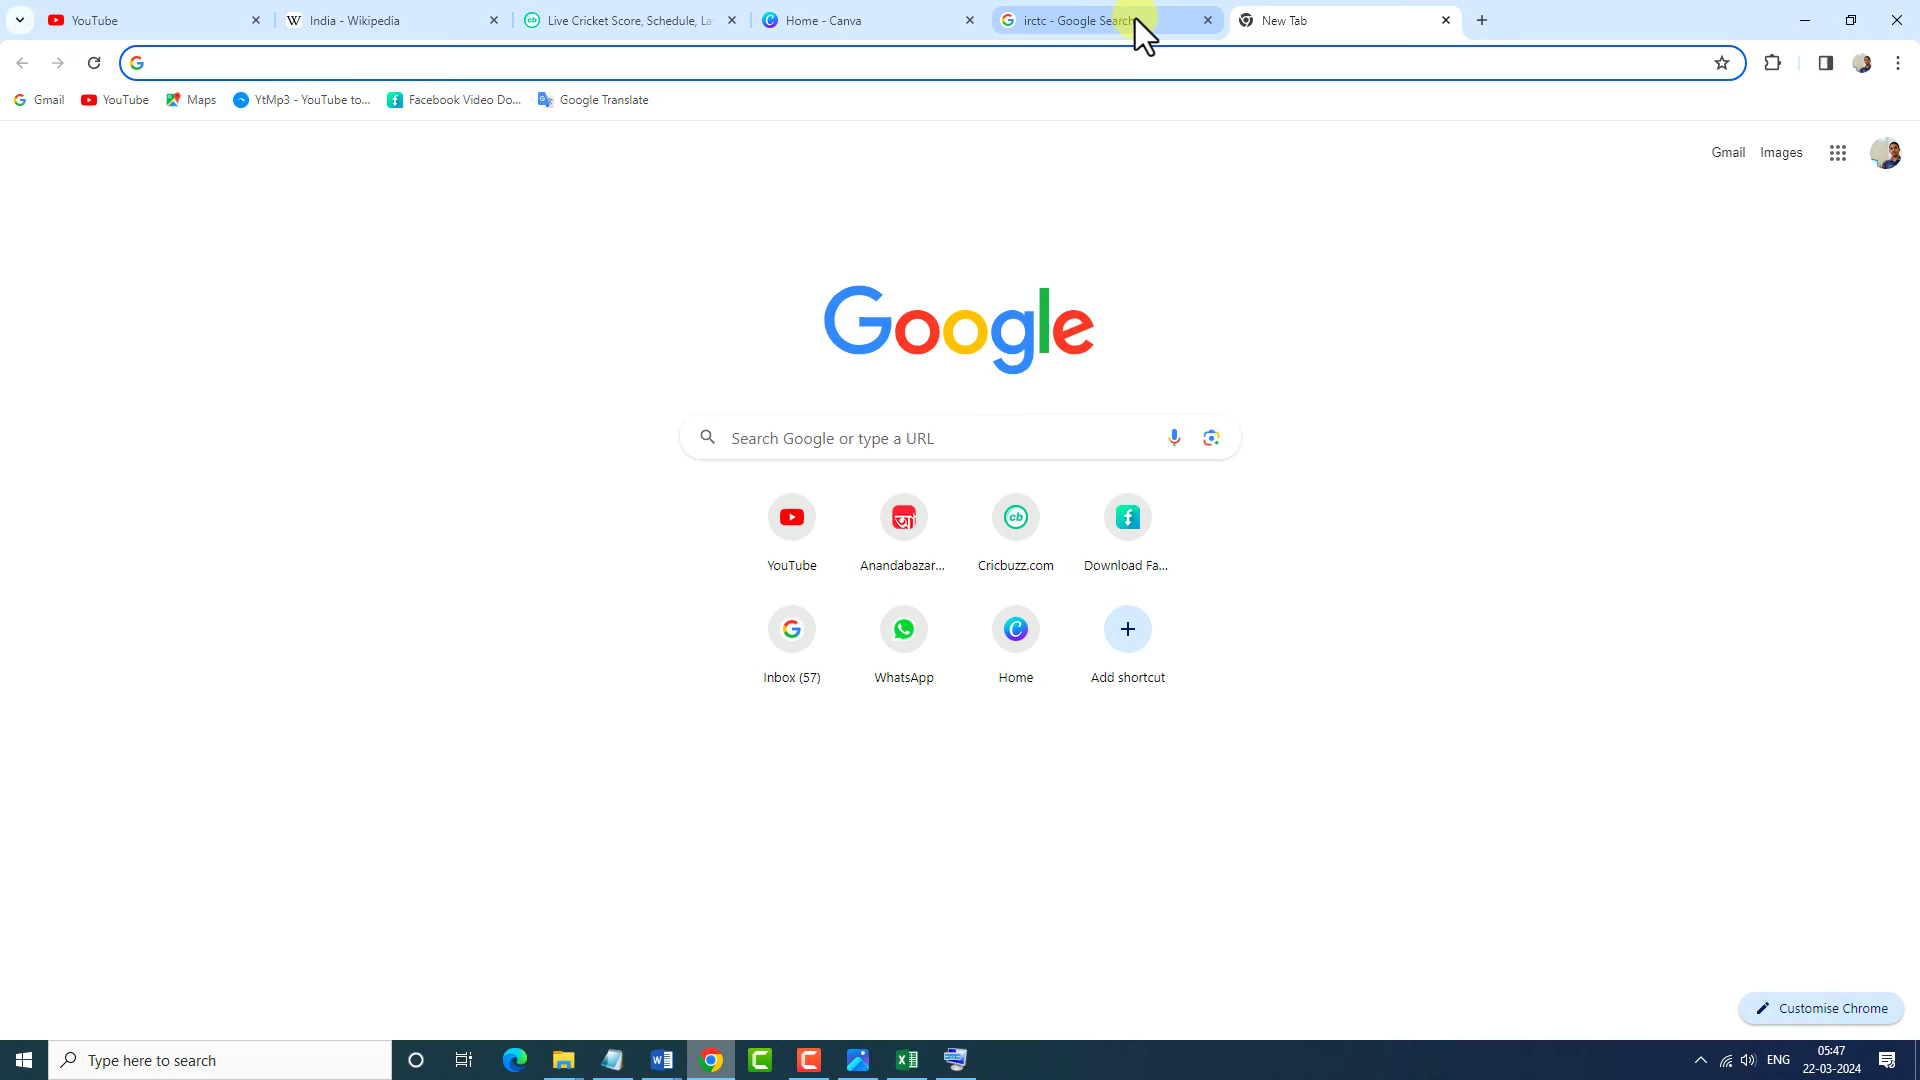 YouTube
India - Wikipedia
Live Cricket Score, Schedule, La
Home - Canva
irctc - Google Search
New Tab
Gmail
YouTube
Maps
YtMp3 - YouTube to...
Facebook Video Do...
Google Translate
Gmail
Images
Google
Search Google or type a URL
YouTube
Anandabazar...
cb
Cricbuzz.com
Download Fa...
Inbox (57)
WhatsApp
Home
Add shortcut
Customise Chrome
Type here to search
ENG
05:47
22-03-2024